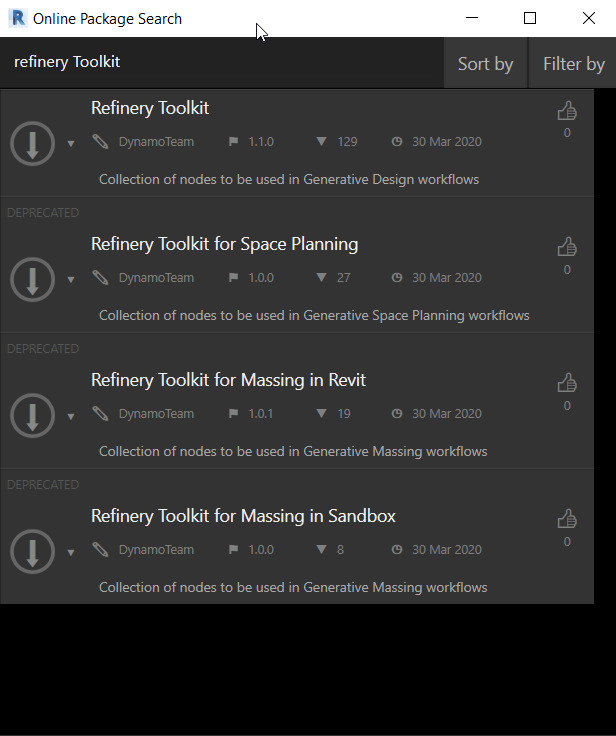 Online Package Search
refinery Toolkit
Sort by
Filter by
Refinery Toolkit
DynamoTeam 1.1.0 129 30 Mar 2020
0
Collection of nodes to be used in Generative Design workflows
DEPRECATED
Refinery Toolkit for Space Planning
DynamoTeam 1.0.0 27 30 Mar 2020
0
Collection of nodes to be used in Generative Space Planning workflows
DEPRECATED
Refinery Toolkit for Massing in Revit
DynamoTeam 1.0.1 19 30 Mar 2020
0
Collection of nodes to be used in Generative Massing workflows
DEPRECATED
Refinery Toolkit for Massing in Sandbox
DynamoTeam 1.0.0 8 30 Mar 2020
0
Collection of nodes to be used in Generative Massing workflows